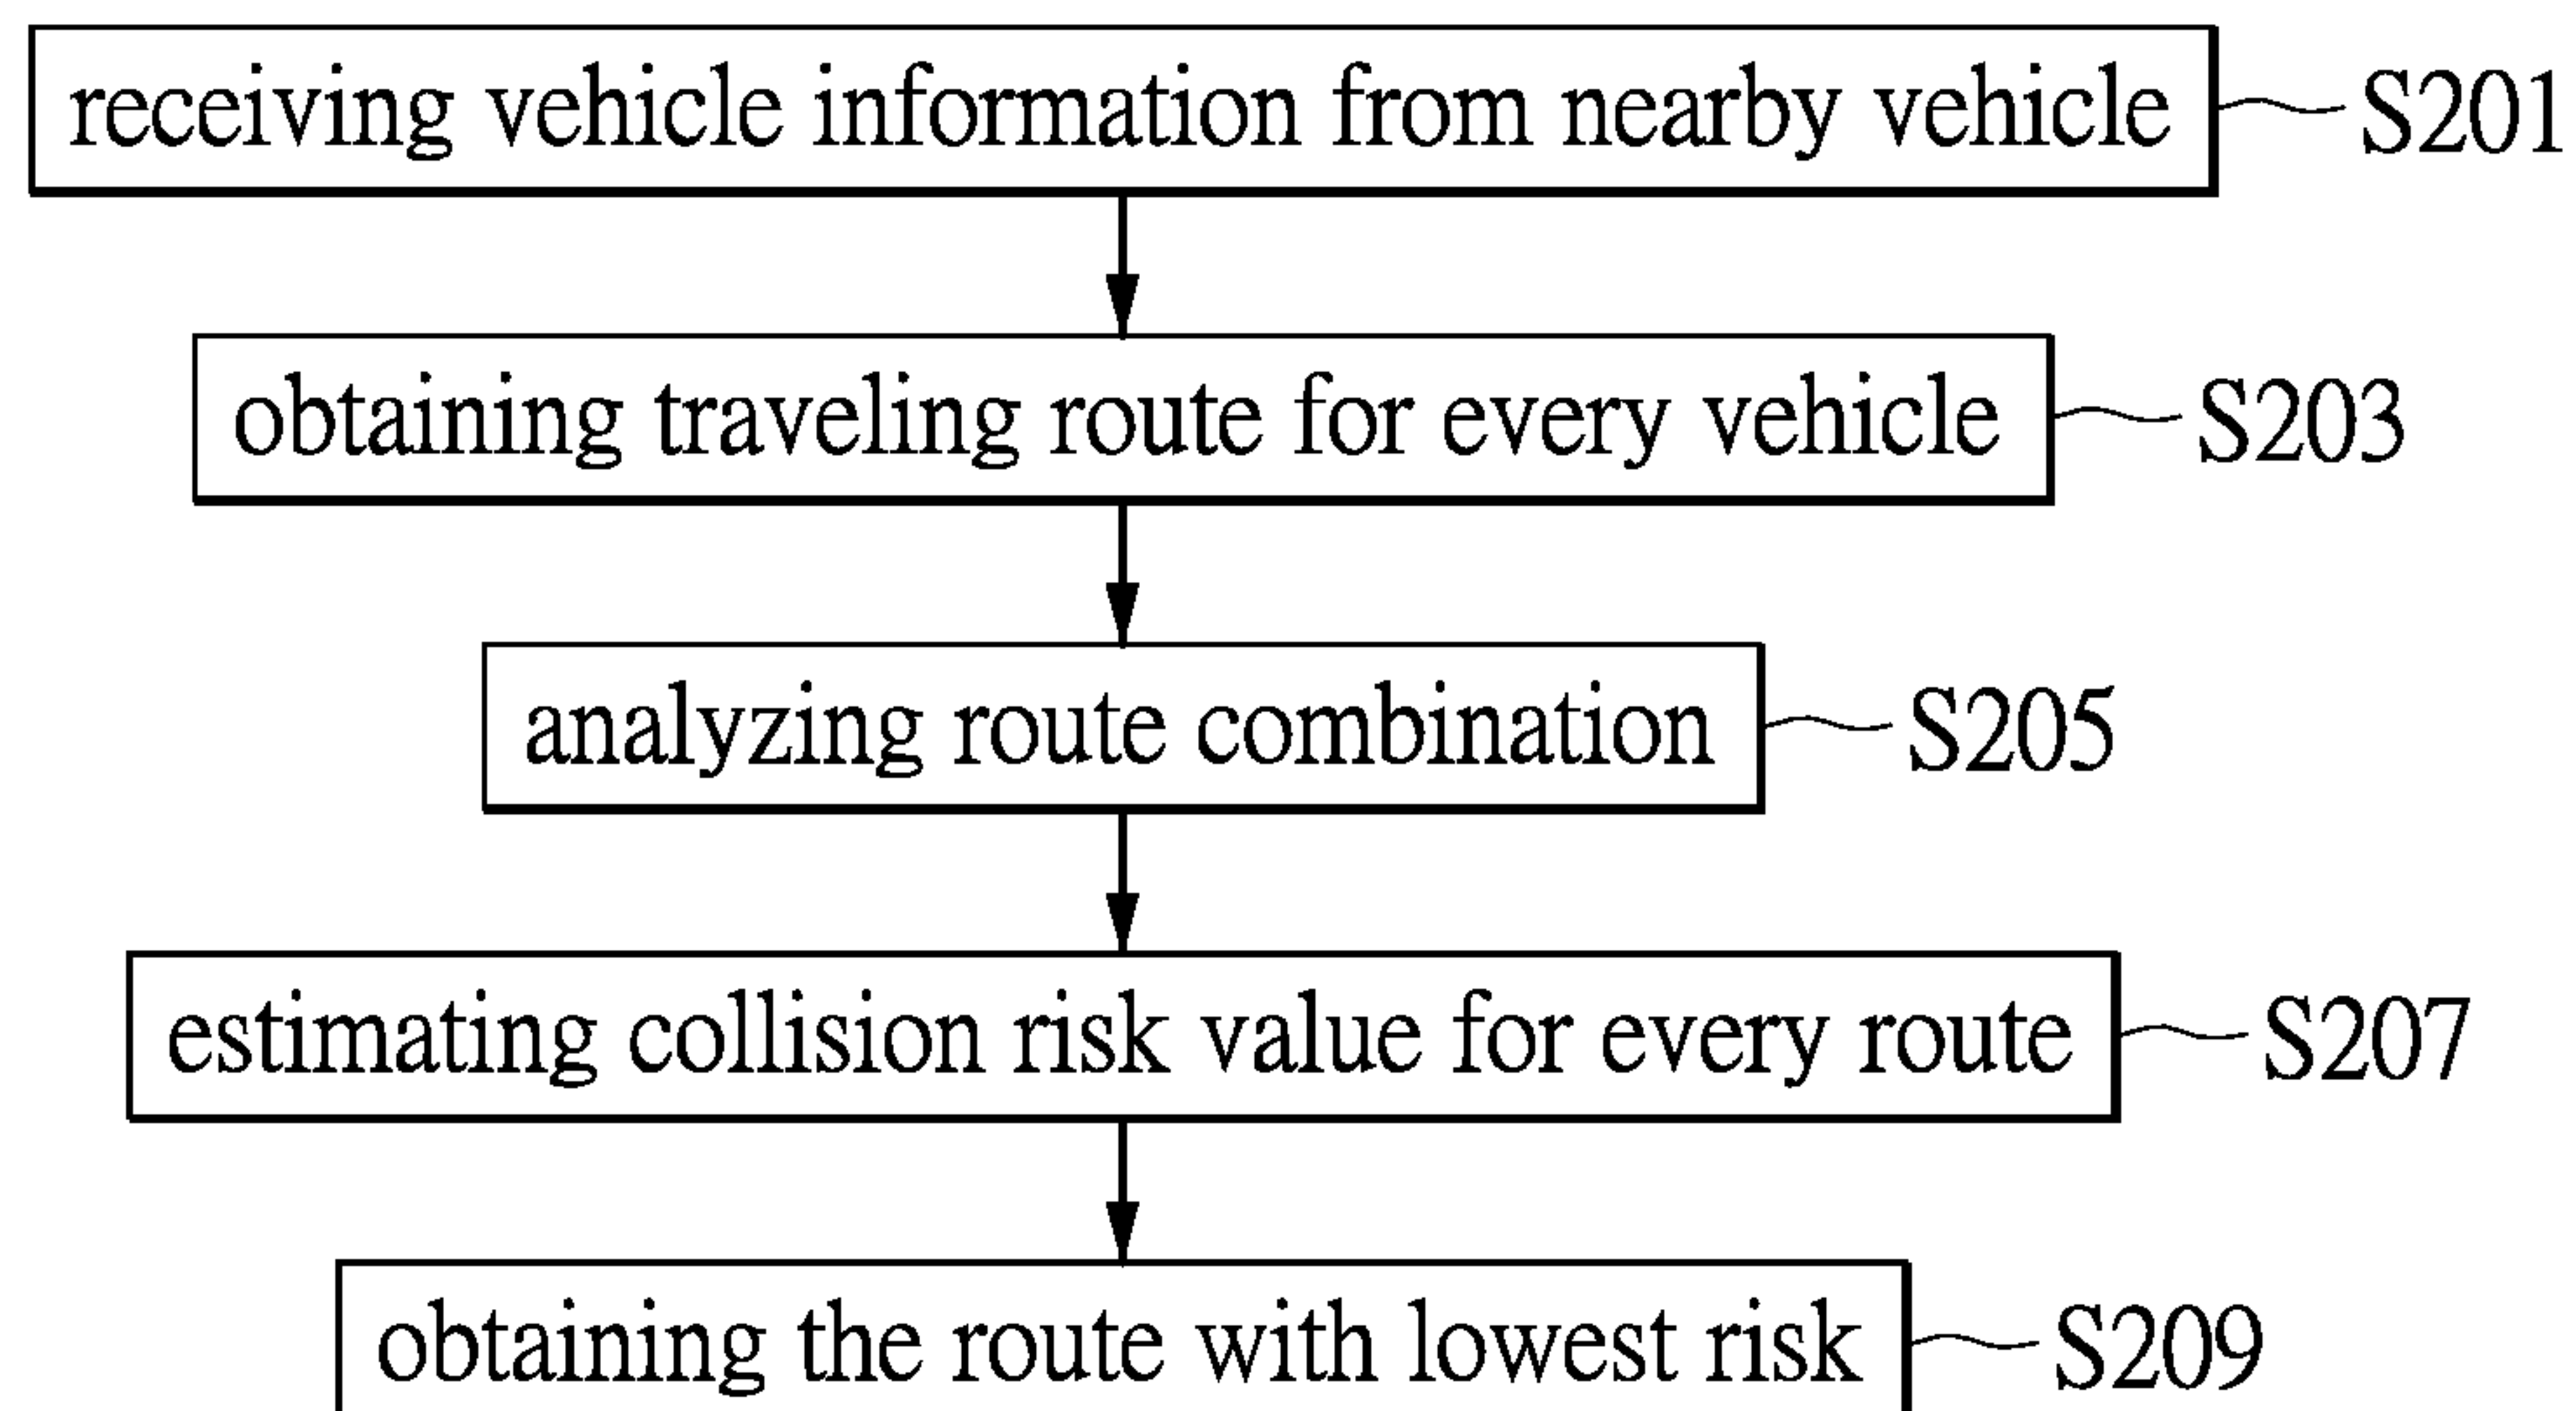 receiving vehicle information from nearby vehicle S201
obtaining traveling route for every vehicle S203
analyzing route combination S205
estimating collision risk value for every route S207
obtaining the route with lowest risk S209